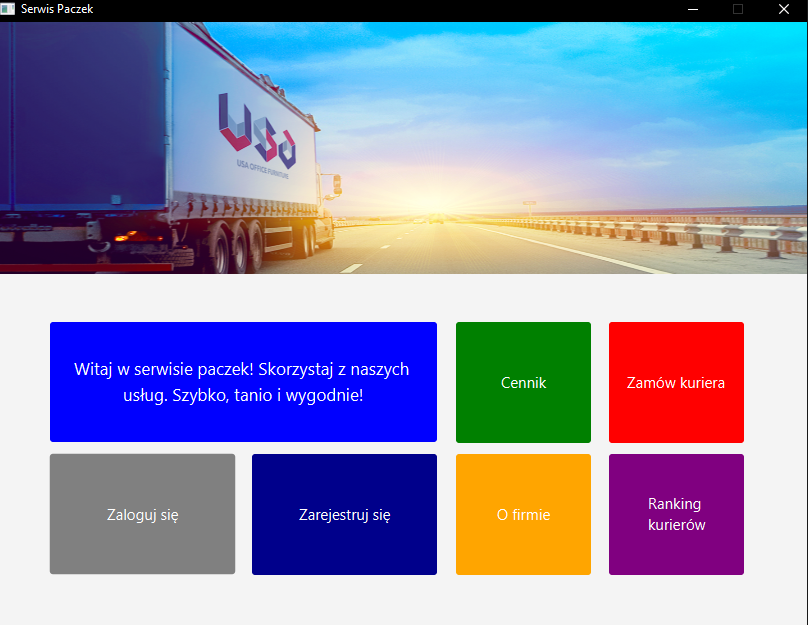 Serwis Paczek
USA
USA OFFICE FURNITURE
Witaj w serwisie paczek! Skorzystaj z naszych
usług. Szybko, tanio i wygodnie!
Cennik
Zamów kuriera
Zaloguj się
Zarejestruj się
O firmie
Ranking
kurierów